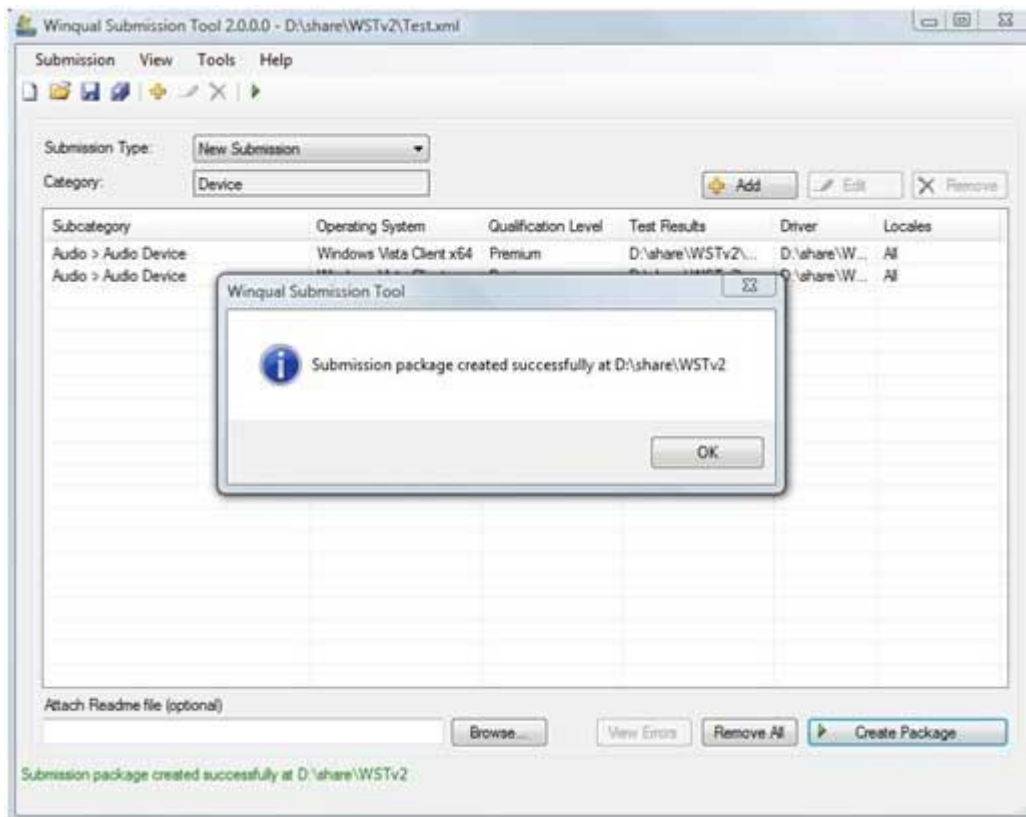 Winqual Submission Tool 2.0.0.0 - D:\share\WSTv2\Test.xml
Submission View Tools Help
Submission Type: New Submission
Category: Device
Add Edit Remove
Subcategory Operating System Qualification Level Test Results Driver Locales
Audio > Audio Device Windows Vista Client x64 Premium D:\share\WSTv2\... D:\share\W... All
Audio > Audio Device D:\share\W... All
Winqual Submission Tool
Submission package created successfully at D:\share\WSTv2
OK
Attach Readme file (optional)
Browse... View Errors Remove All Create Package
Submission package created successfully at D:\share\WSTv2